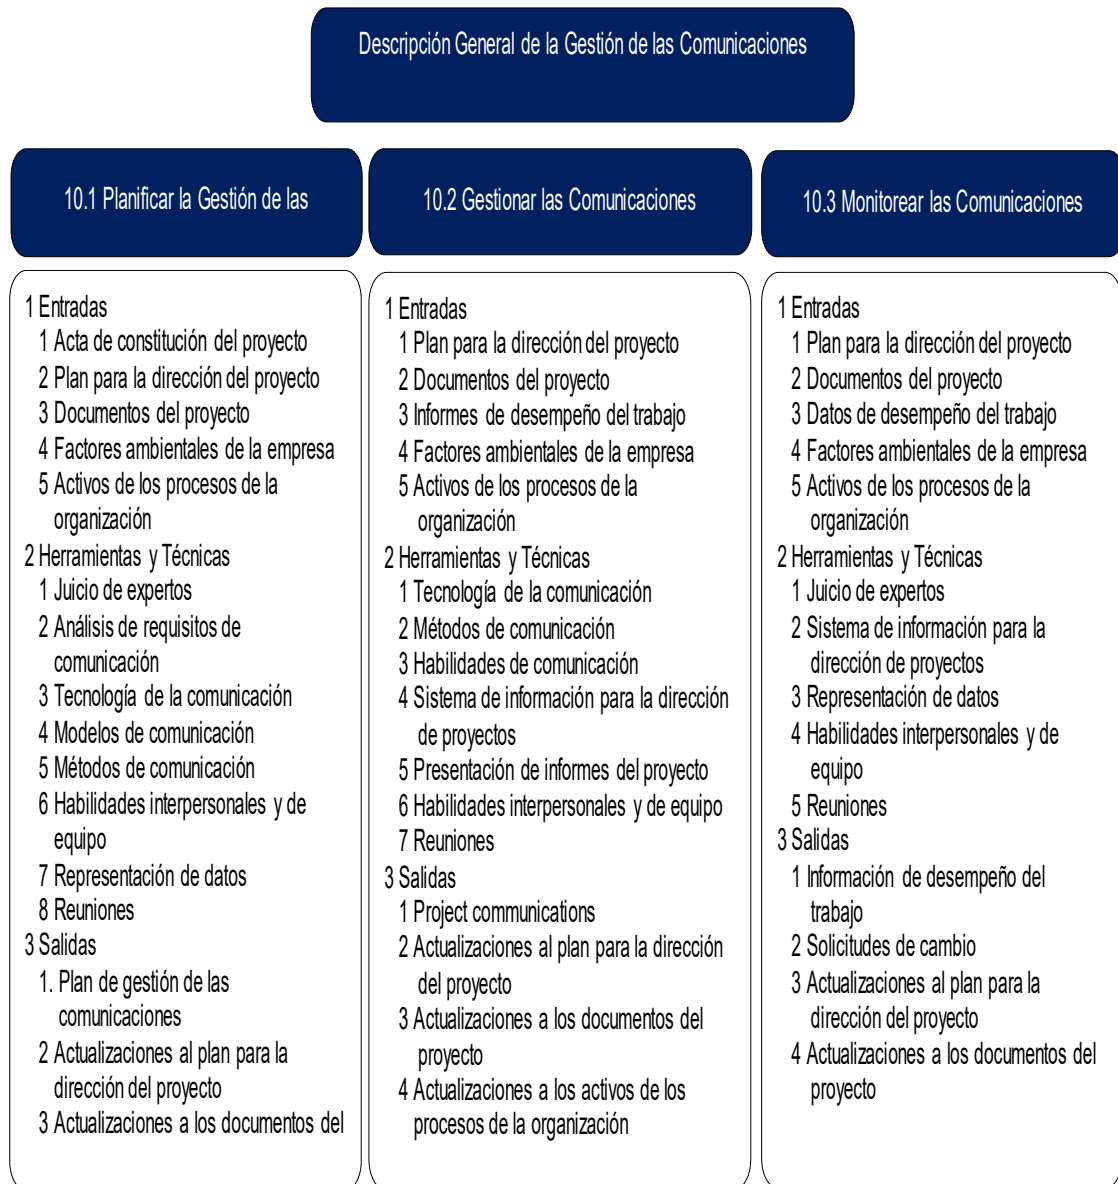 Descripción General de la Gestión de las Comunicaciones
10.1 Planificar la Gestión de las
1 Entradas
1 Acta de constitución del proyecto
2 Plan para la dirección del proyecto
3 Documentos del proyecto
4 Factores ambientales de la empresa
5 Activos de los procesos de la
organización
2 Herramientas y Técnicas
1 Juicio de expertos
2 Análisis de requisitos de
comunicación
3 Tecnología de la comunicación
4 Modelos de comunicación
5 Métodos de comunicación
6 Habilidades interpersonales y de
equipo
7 Representación de datos
8 Reuniones
3 Salidas
1. Plan de gestión de las
comunicaciones
2 Actualizaciones al plan para la
dirección del proyecto
3 Actualizaciones a los documentos del
10.2 Gestionar las Comunicaciones
1 Entradas
1 Plan para la dirección del proyecto
2 Documentos del proyecto
3 Informes de desempeño del trabajo
4 Factores ambientales de la empresa
5 Activos de los procesos de la
organización
2 Herramientas y Técnicas
1 Tecnología de la comunicación
2 Métodos de comunicación
3 Habilidades de comunicación
4 Sistema de información para la dirección
de proyectos
5 Presentación de informes del proyecto
6 Habilidades interpersonales y de equipo
7 Reuniones
3 Salidas
1 Project communications
2 Actualizaciones al plan para la dirección
del proyecto
3 Actualizaciones a los documentos del
proyecto
4 Actualizaciones a los activos de los
procesos de la organización
10.3 Monitorear las Comunicaciones
1 Entradas
1 Plan para la dirección del proyecto
2 Documentos del proyecto
3 Datos de desempeño del trabajo
4 Factores ambientales de la empresa
5 Activos de los procesos de la
organización
2 Herramientas y Técnicas
1 Juicio de expertos
2 Sistema de información para la
dirección de proyectos
3 Representación de datos
4 Habilidades interpersonales y de
equipo
5 Reuniones
3 Salidas
1 Información de desempeño del
trabajo
2 Solicitudes de cambio
3 Actualizaciones al plan para la
dirección del proyecto
4 Actualizaciones a los documentos del
proyecto